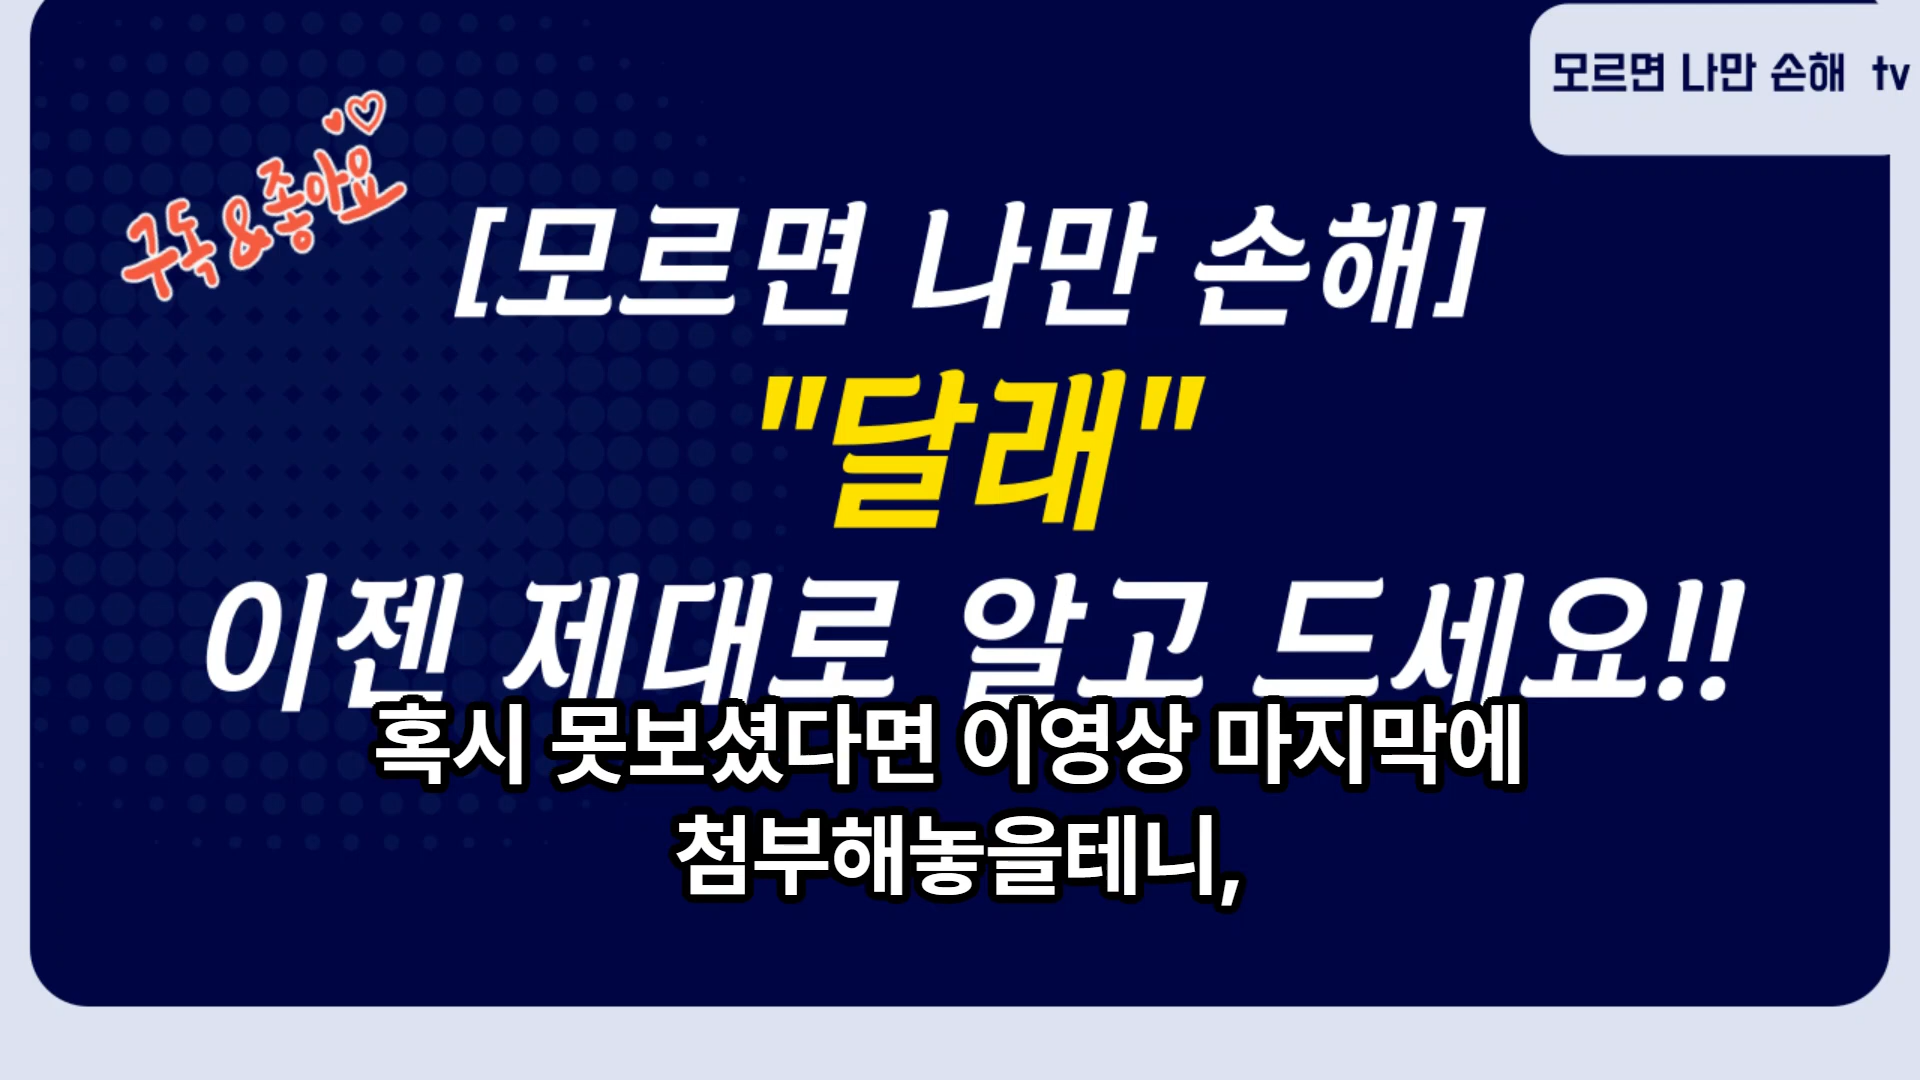 모르면 나만 손해 tv
구독&좋아요
[모르면 나만 손해]
"달래"
이젠 제대로 알고 드세요!!
혹시 못보셨다면 이영상 마지막에
첨부해놓을테니,